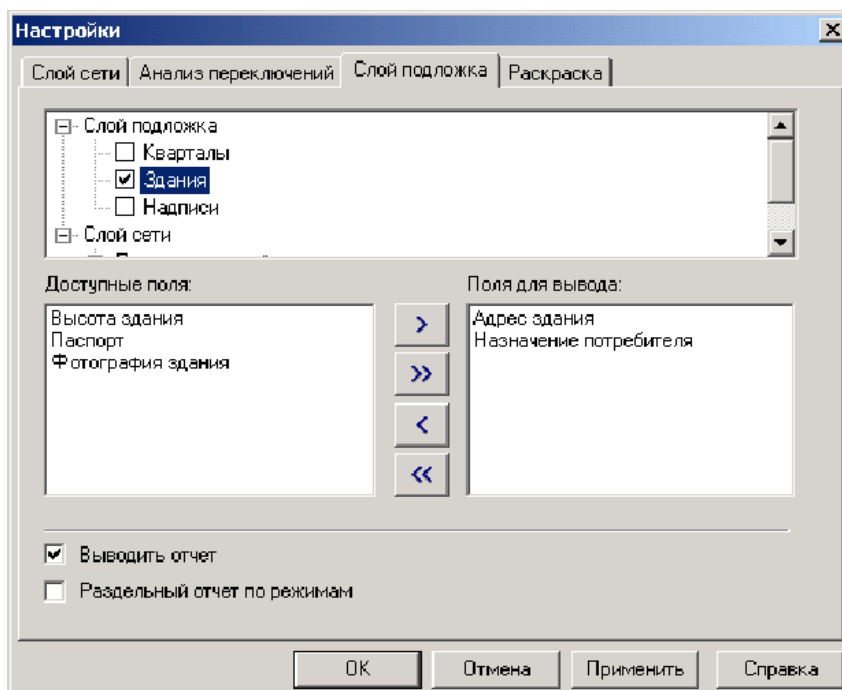 Настройки
Слой сети Анализ переключений Слой подложка Раскраска
Слой подложка
Кварталы
Здания
Надписи
Слой сети
Доступные поля: Поля для вывода:
Высота здания
Паспорт
Фотография здания
>
>>
<
<<
Адрес здания
Назначение потребителя
Выводить отчет
Раздельный отчет по режимам
OK Отмена Применить Справка